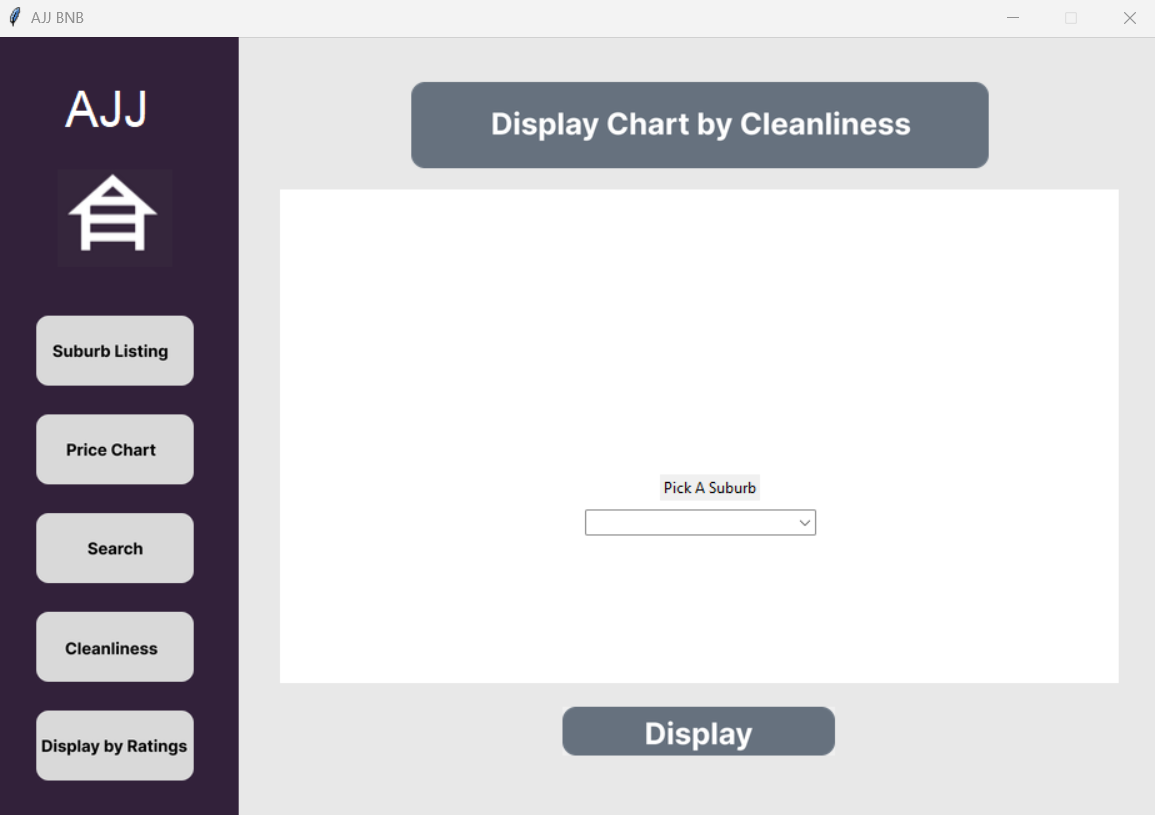 AJJ BNB
AJJ
Suburb Listing
Price Chart
Search
Cleanliness
Display by Ratings
Display Chart by Cleanliness
Pick A Suburb
Display